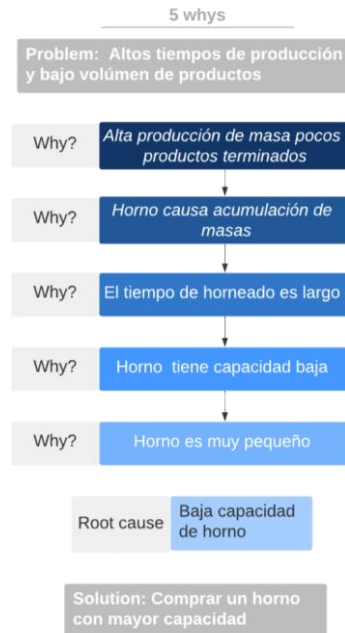 5 whys
Problem: Altos tiempos de producción
y bajo volúmen de productos
Why?
Alta producción de masa pocos
productos terminados
Why?
Horno causa acumulación de
masas
Why?
El tiempo de horneado es largo
Why?
Horno tiene capacidad baja
Why?
Horno es muy pequeño
Root cause
Baja capacidad
de horno
Solution: Comprar un horno
con mayor capacidad